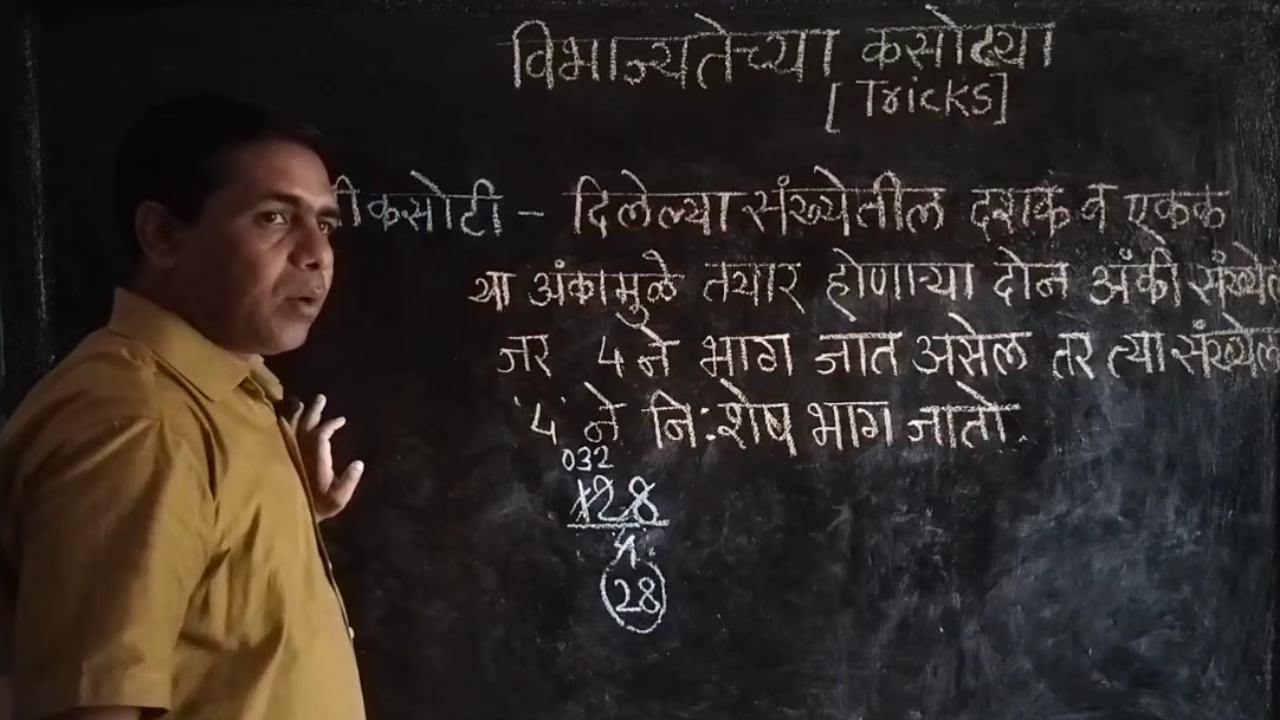 विभाज्यतेच्या कसोट्या
[Tricks]
कसोटी – दिलेल्या संख्येतील दशक व एकक
या अंकामुळे तयार होणाऱ्या दोन अंकी
जर 4 ने भाग जात असेल तर त्या
'4' ने नि:शेष भाग जातो.
032
128
4
28